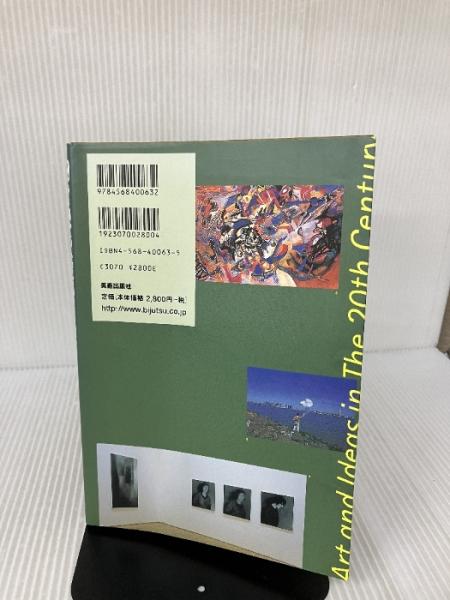 9784568400632
1923070028004
ISBN4-568-40063-5
C3070 ¥2800E
美術出版社
定価[本体価格 2,800円+税]
http://www.bijutsu.co.jp
Art and Ideas in The 20th Century